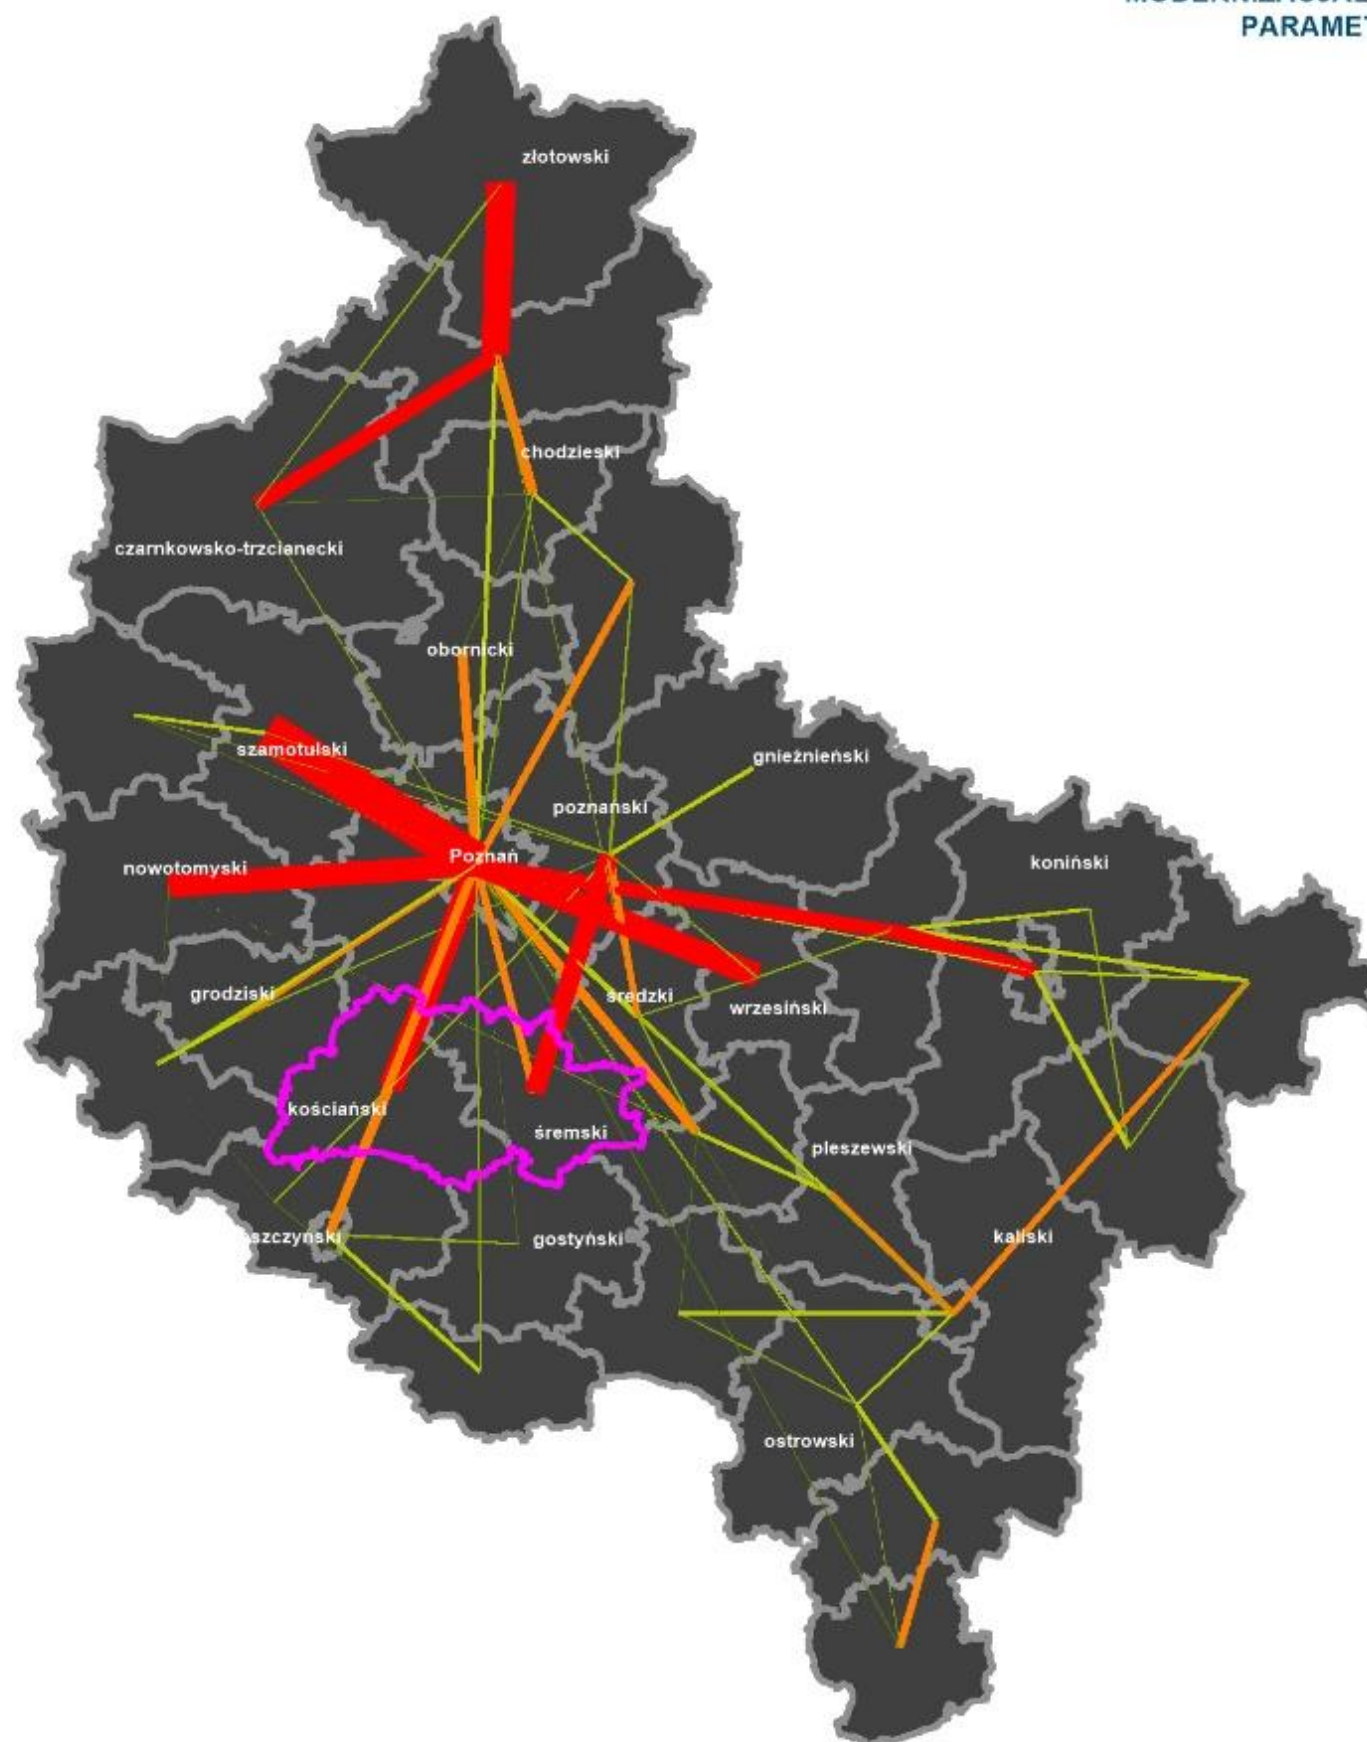 PARAME
złotowski
chodzieski
czarnkowsko-trzcianecki
obornicki
szamotulski
gnieźnieński
poznański
Poznań
koniński
nowotomyski
grodziski
średzki
wrzesiński
kościański
śremski
pleszewski
szczyński
gostyński
kaliski
ostrowski